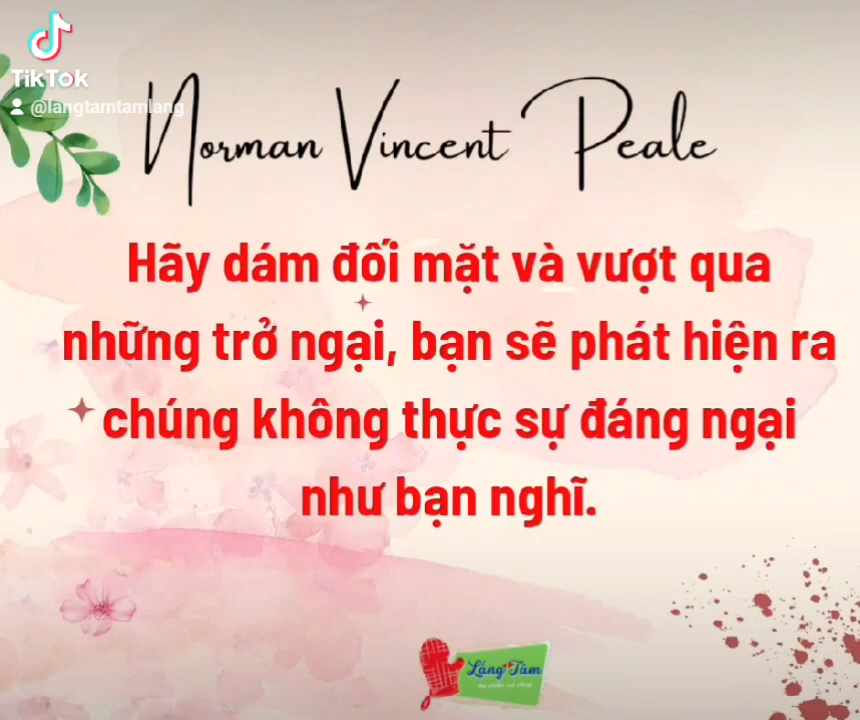 TikTok
@langtamtamlang
Norman Vincent Peale
Hãy dám đối mặt và vượt qua
những trở ngại, bạn sẽ phát hiện ra
chúng không thực sự đáng ngại
như bạn nghĩ.
Lắng Tâm